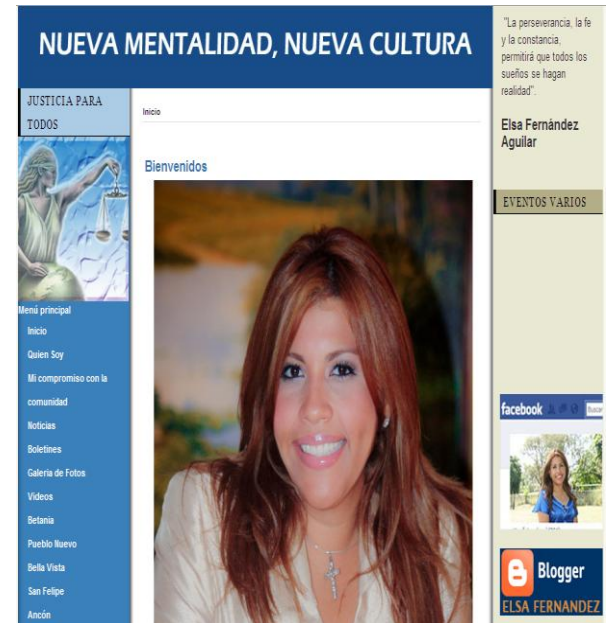 NUEVA MENTALIDAD, NUEVA CULTURA
JUSTICIA PARA
TODOS
Menú principal
Inicio
Quien Soy
Mi compromiso con la
comunidad
Noticias
Boletines
Galeria de Fotos
Videos
Betania
Pueblo Nuevo
Bella Vista
San Felipe
Ancón
Inicio
Bienvenidos
"La perseverancia, la fe
y la constancia,
permitirá que todos los
sueños se hagan
realidad".
Elsa Fernández
Aguilar
EVENTOS VARIOS
facebook
Blogger
ELSA FERNANDEZ